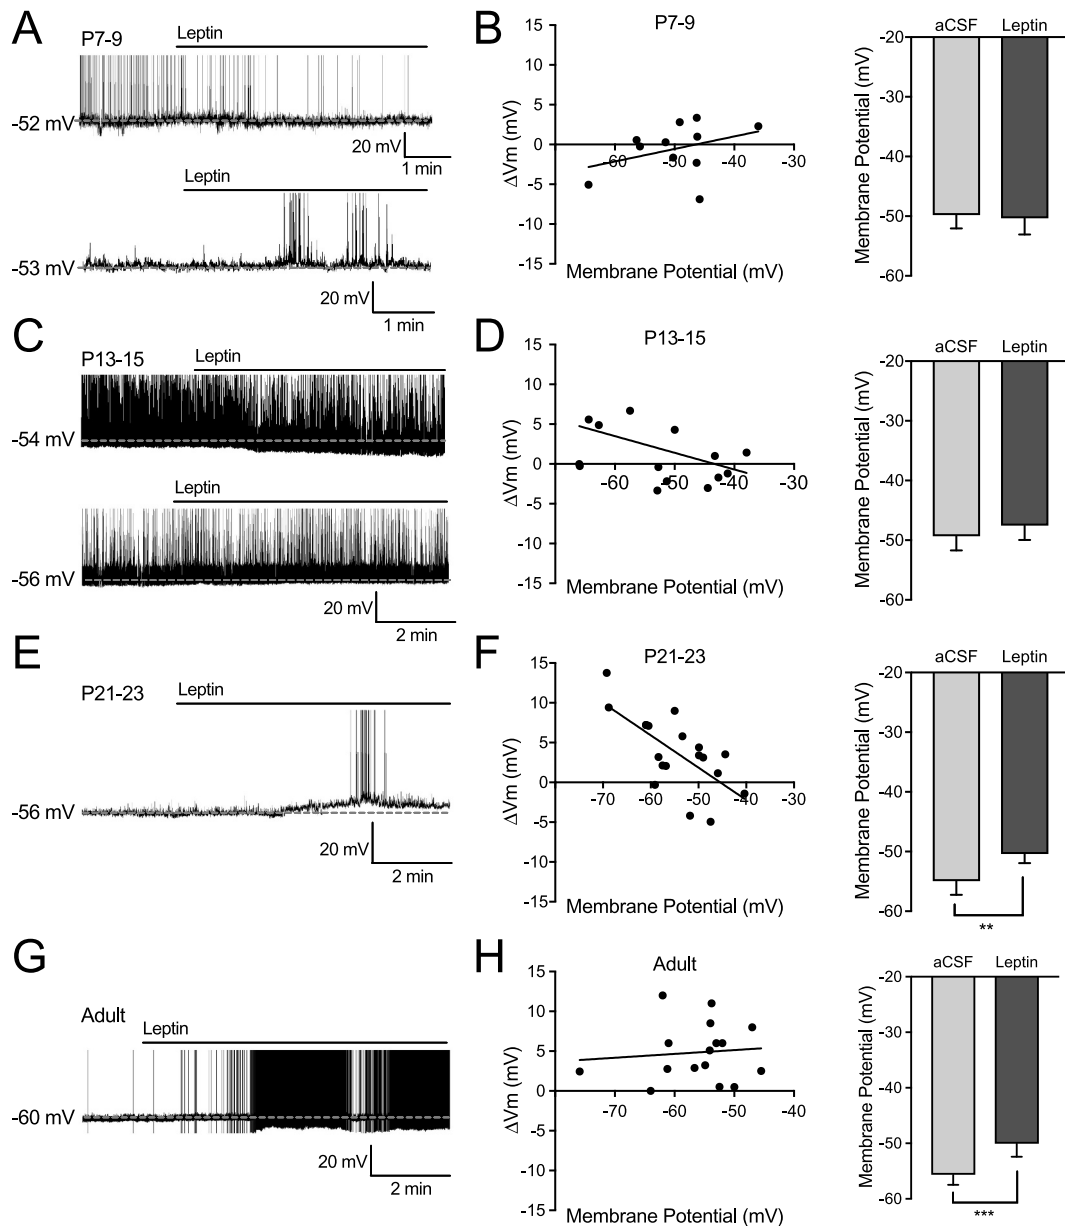 A
P7-9
Leptin
-52 mV
20 mV
1 min
Leptin
-53 mV
20 mV
1 min
B
P7-9
ΔVm (mV)
15
10
5
0
-5
-10
-15
-60
-50
-40
-30
Membrane Potential (mV)
aCSF
Leptin
Membrane Potential (mV)
-20
-30
-40
-50
-60
C
P13-15
Leptin
-54 mV
Leptin
-56 mV
20 mV
2 min
D
P13-15
ΔVm (mV)
15
10
5
0
-5
-10
-15
-60
-50
-40
-30
Membrane Potential (mV)
aCSF
Leptin
Membrane Potential (mV)
-20
-30
-40
-50
-60
E
P21-23
Leptin
-56 mV
20 mV
2 min
F
P21-23
ΔVm (mV)
15
10
5
0
-5
-10
-15
-70
-60
-50
-40
-30
Membrane Potential (mV)
aCSF
Leptin
Membrane Potential (mV)
-20
-30
-40
-50
-60
**
G
Adult
Leptin
-60 mV
20 mV
2 min
H
Adult
ΔVm (mV)
15
10
5
0
-5
-10
-15
-70
-60
-50
-40
Membrane Potential (mV)
aCSF
Leptin
Membrane Potential (mV)
-20
-30
-40
-50
-60
***